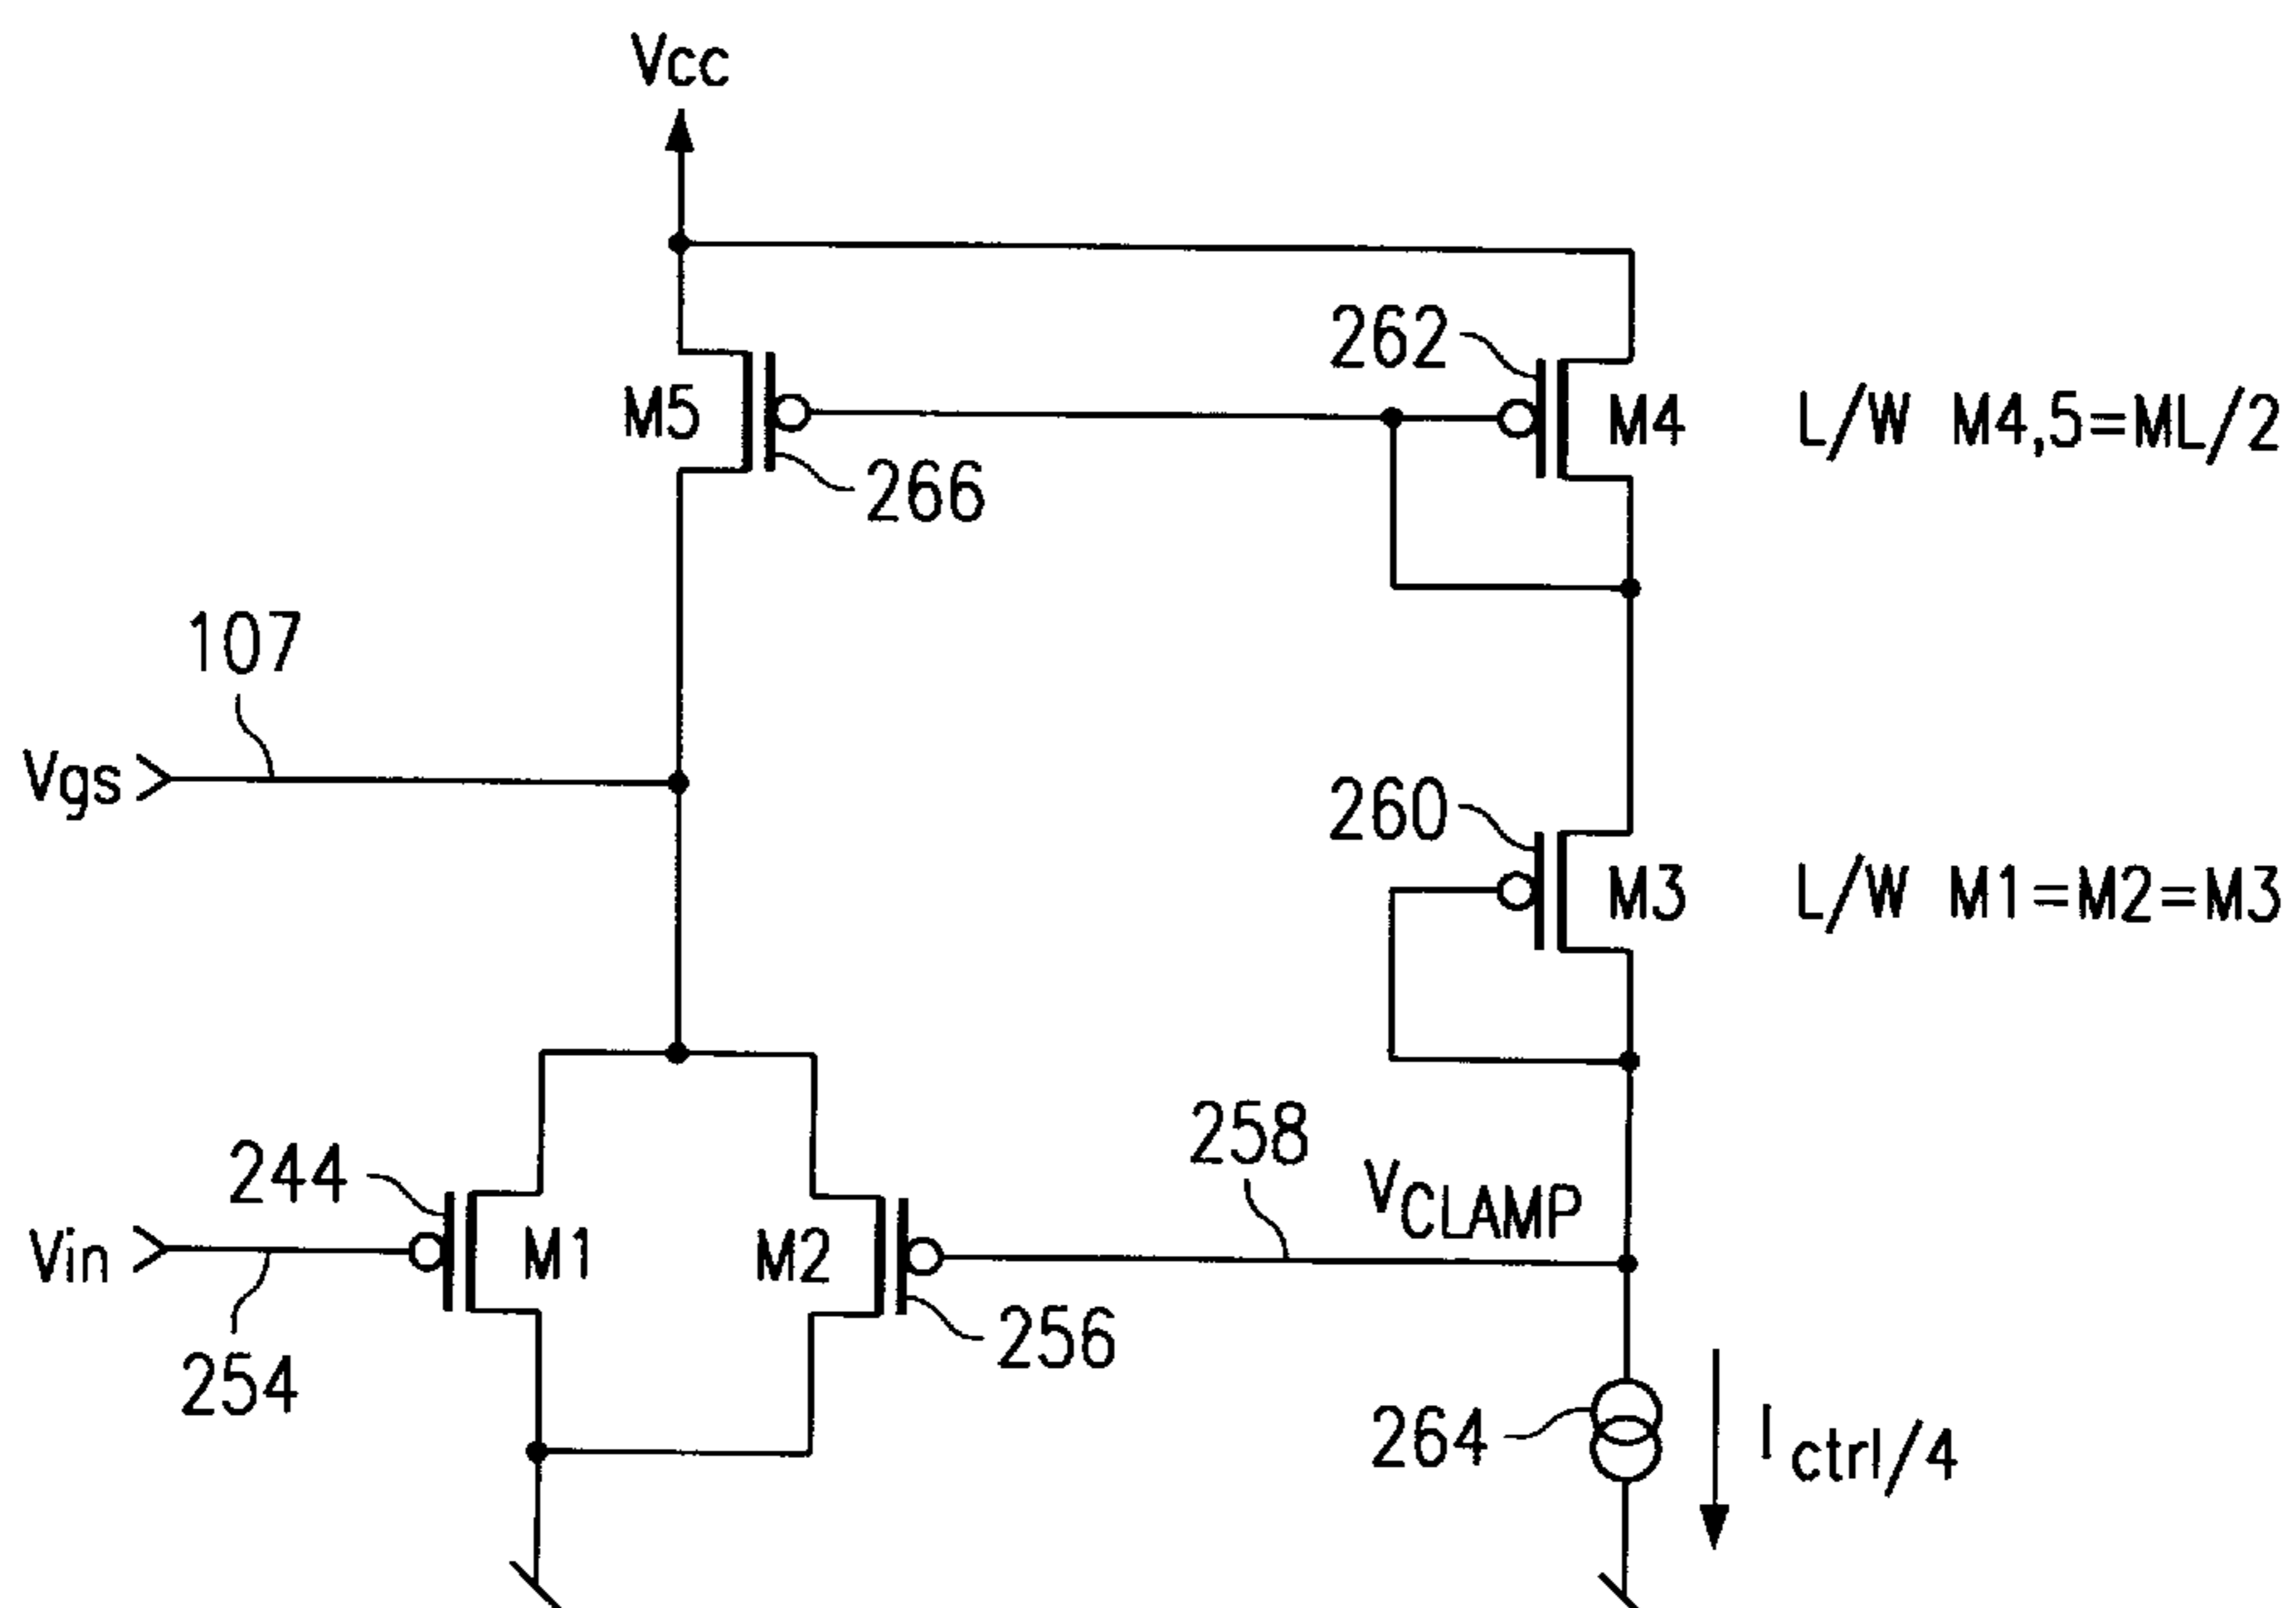 Vcc
262
M4
L/W M4,5=ML/2
M5
266
107
Vgs
260
M3
L/W M1=M2=M3
258
VCLAMP
244
Vin
M1
M2
254
256
264
Ictrl/4